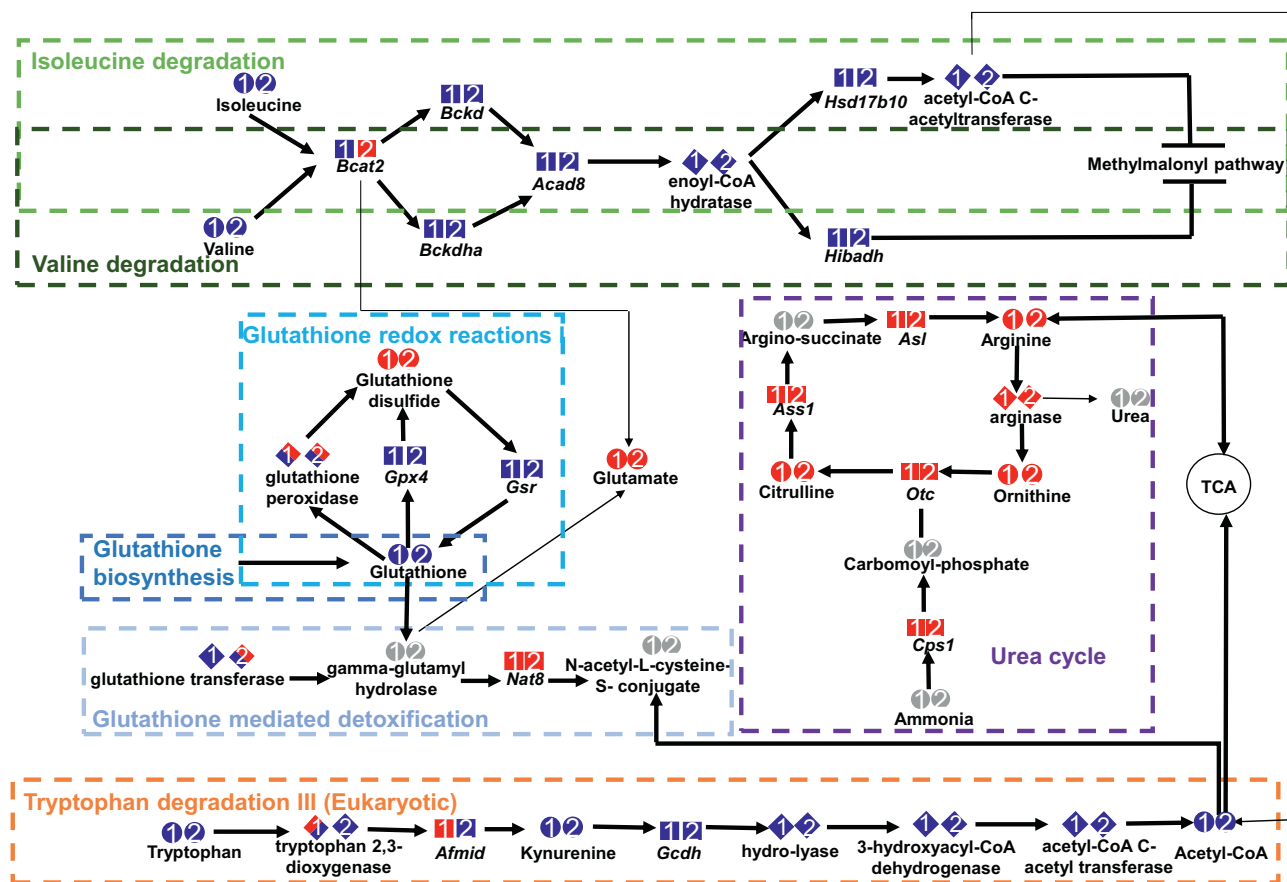 Isoleucine degradation
1 2
Isoleucine
1 2
Bckd
1 2
Hsd17b10
1 2
acetyl-CoA C-
acetyltransferase
1 2
Bcat2
1 2
Acad8
1 2
enoyl-CoA
hydratase
Methylmalonyl pathway
1 2
Valine
1 2
Bckdha
1 2
Hibadh
Valine degradation
Glutathione redox reactions
1 2
Glutathione
disulfide
1 2
glutathione
peroxidase
1 2
Gpx4
1 2
Gsr
1 2
Glutamate
Glutathione
biosynthesis
1 2
Glutathione
1 2
glutathione transferase
1 2
gamma-glutamyl
hydrolase
1 2
Nat8
1 2
N-acetyl-L-cysteine-
S- conjugate
Glutathione mediated detoxification
1 2
Argino-succinate
1 2
Asl
1 2
Arginine
1 2
Ass1
1 2
arginase
1 2
Urea
1 2
Citrulline
1 2
Otc
1 2
Ornithine
TCA
1 2
Carbomoyl-phosphate
1 2
Cps1
Urea cycle
1 2
Ammonia
Tryptophan degradation III (Eukaryotic)
1 2
Tryptophan
1 2
tryptophan 2,3-
dioxygenase
1 2
Afmid
1 2
Kynurenine
1 2
Gcdh
1 2
hydro-lyase
1 2
3-hydroxyacyl-CoA
dehydrogenase
1 2
acetyl-CoA C-
acetyl transferase
1 2
Acetyl-CoA